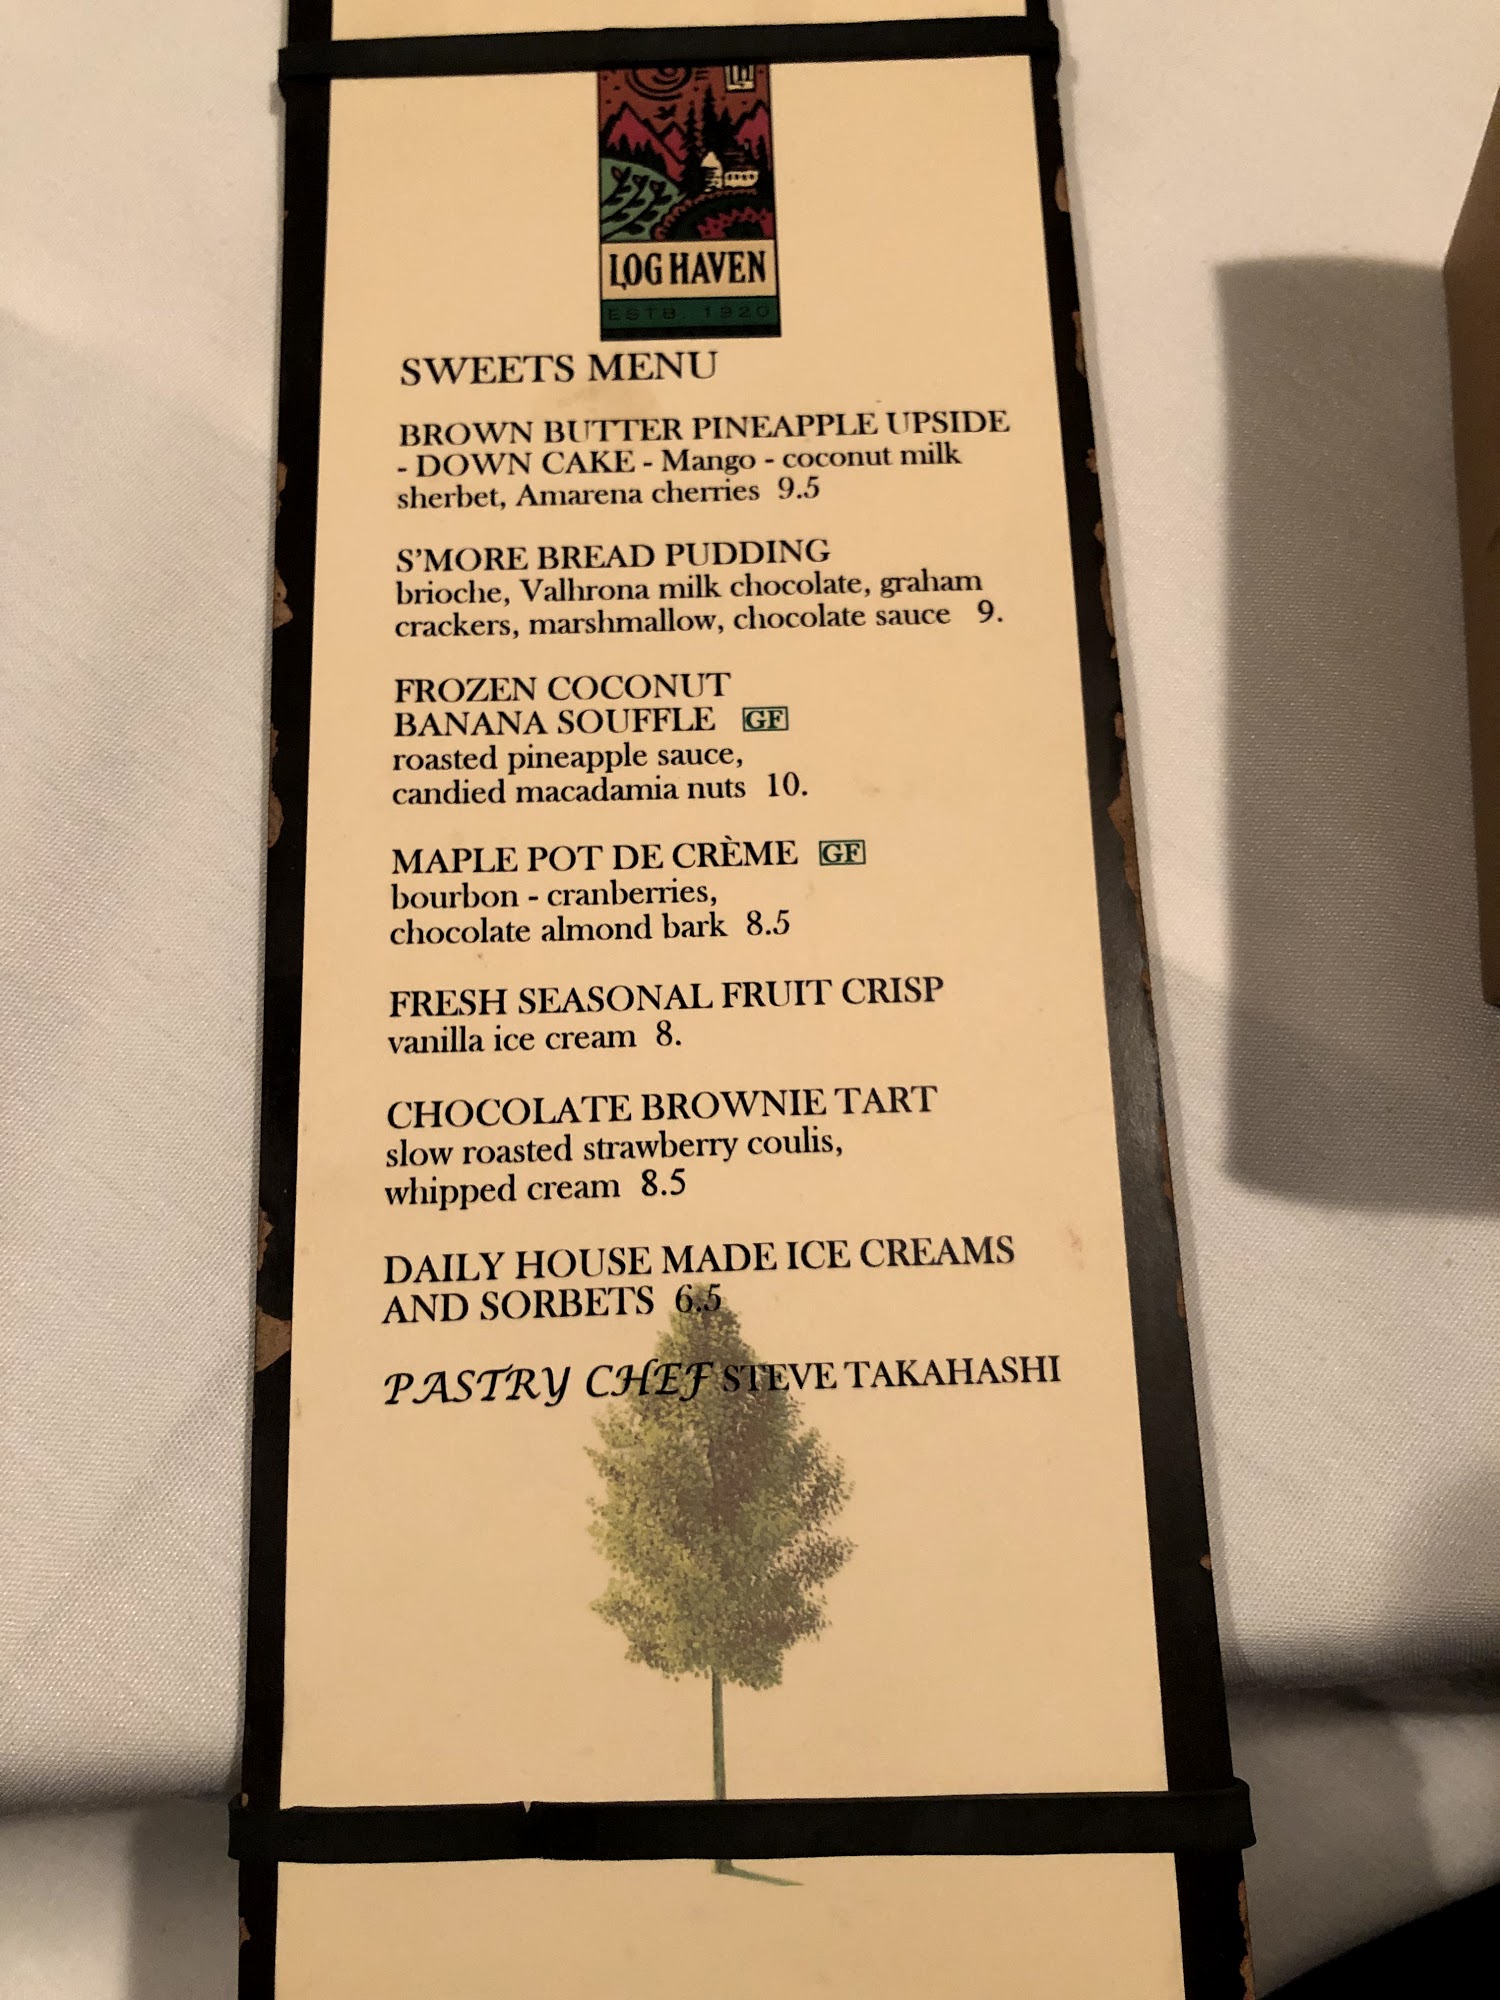 LOG HAVEN
ESTB. 1920
SWEETS MENU
BROWN BUTTER PINEAPPLE UPSIDE
- DOWN CAKE - Mango - coconut milk
sherbet, Amarena cherries 9.5
S'MORE BREAD PUDDING
brioche, Valhrona milk chocolate, graham
crackers, marshmallow, chocolate sauce 9.
FROZEN COCONUT
BANANA SOUFFLE GF
roasted pineapple sauce,
candied macadamia nuts 10.
MAPLE POT DE CRÈME GF
bourbon - cranberries,
chocolate almond bark 8.5
FRESH SEASONAL FRUIT CRISP
vanilla ice cream 8.
CHOCOLATE BROWNIE TART
slow roasted strawberry coulis,
whipped cream 8.5
DAILY HOUSE MADE ICE CREAMS
AND SORBETS 6.5
PASTRY CHEF STEVE TAKAHASHI